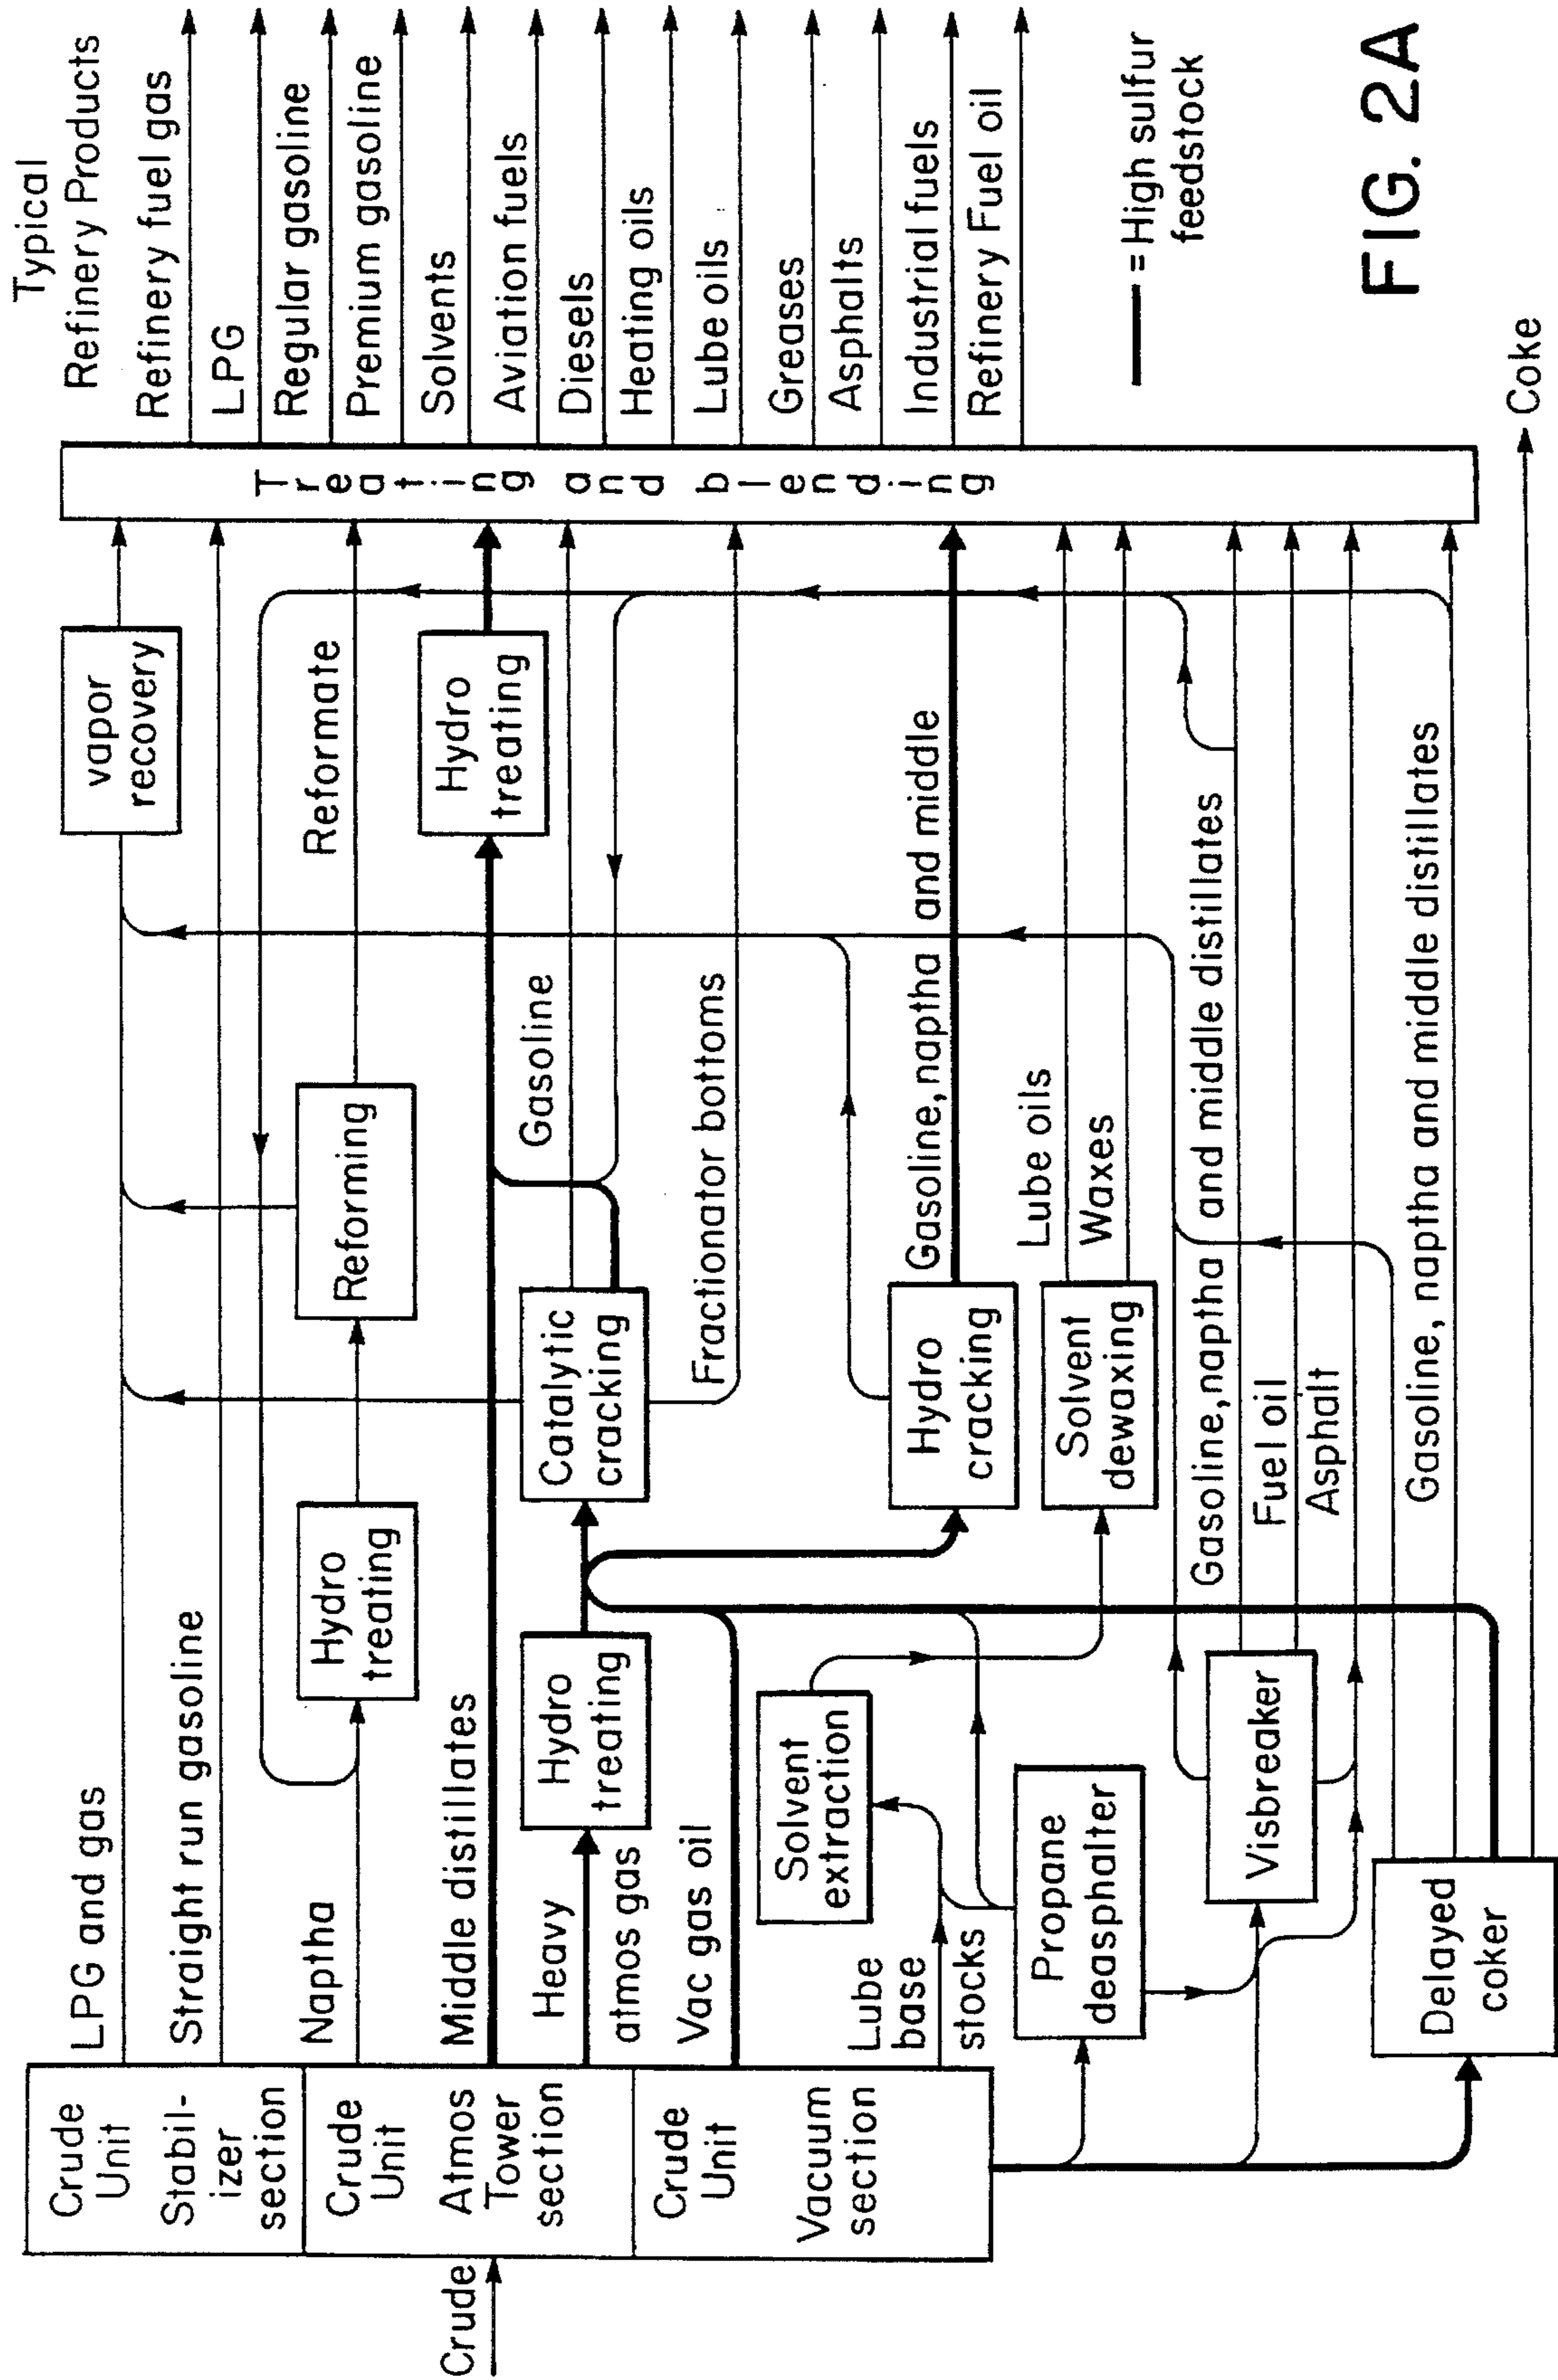 Typical
Refinery Products
Crude
Crude
Unit
Stabil-
izer
section
Crude
Unit
Atmos
Tower
section
Crude
Unit
Vacuum
section
LPG and gas
Straight run gasoline
Naptha
Middle distillates
Heavy
atmos gas
Vac gas oil
Lube
base
stocks
Hydro
treating
Hydro
treating
Solvent
extraction
Propane
deasphalter
Visbreaker
Delayed
coker
Reforming
Catalytic
cracking
Hydro
cracking
Solvent
dewaxing
vapor
recovery
Reformate
Hydro
treating
Gasoline
Fractionator bottoms
Gasoline, naptha and middle
Lube oils
Waxes
Gasoline, naptha and middle distillates
Fuel oil
Asphalt
Gasoline, naptha and middle distillates
Treating and blending
Refinery fuel gas
LPG
Regular gasoline
Premium gasoline
Solvents
Aviation fuels
Diesels
Heating oils
Lube oils
Greases
Asphalts
Industrial fuels
Refinery Fuel oil
Coke
= High sulfur
feedstock
FIG. 2A